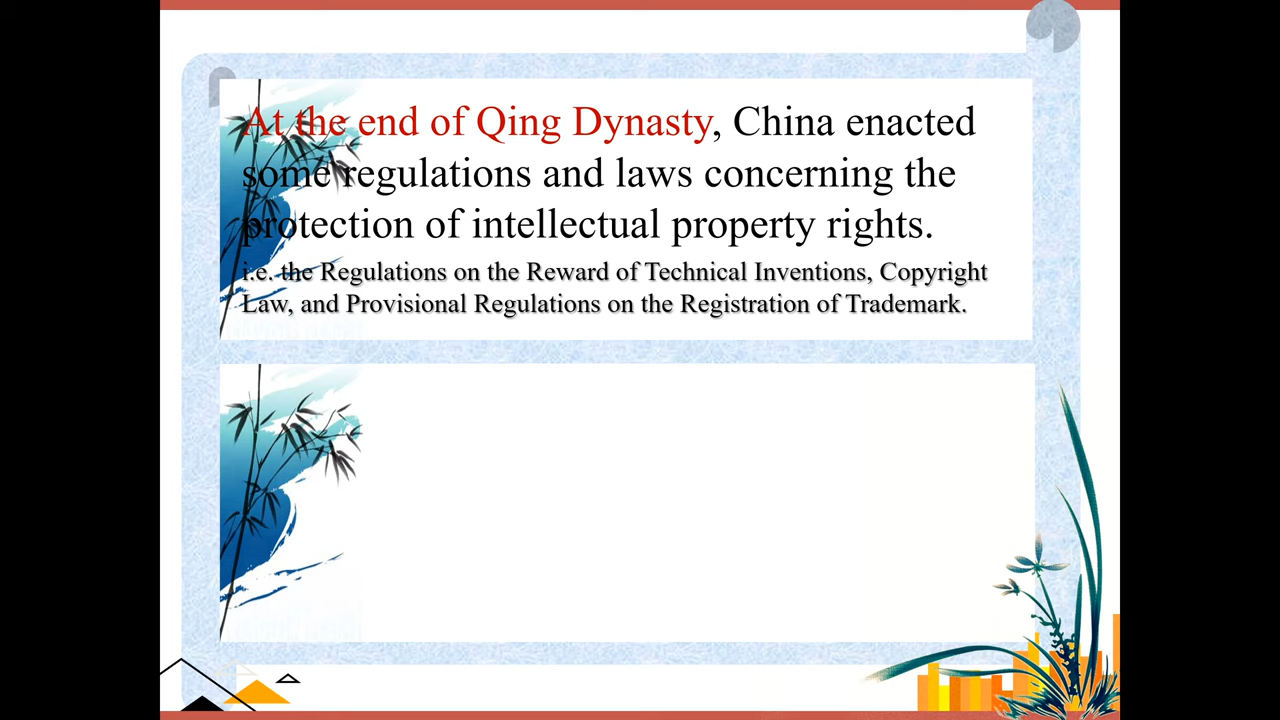 At the end of Qing Dynasty, China enacted
some regulations and laws concerning the
protection of intellectual property rights.
i.e. the Regulations on the Reward of Technical Inventions, Copyright
Law, and Provisional Regulations on the Registration of Trademark.